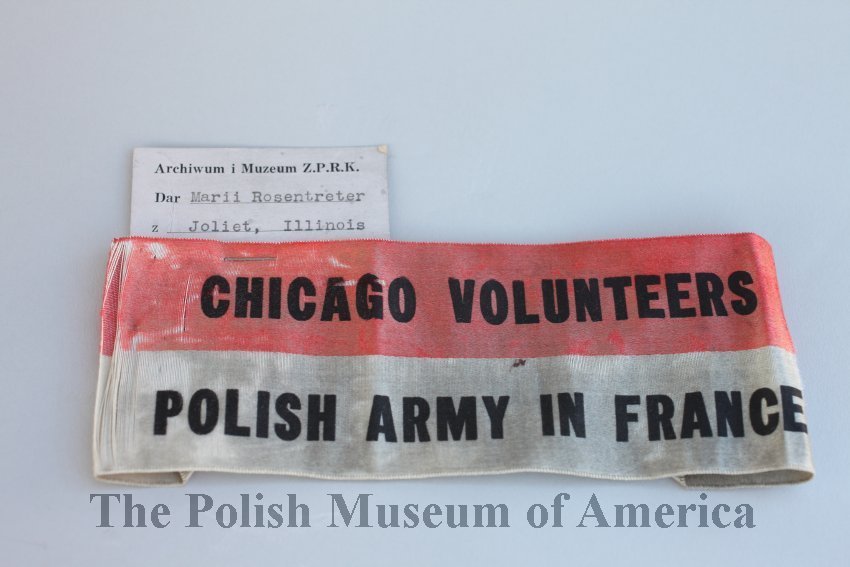 Archiwum i Muzeum Z.P.R.K.
Dar Marii Rosentreter
z Joliet, Illinois
CHICAGO VOLUNTEERS
POLISH ARMY IN FRANCE
The Polish Museum of America